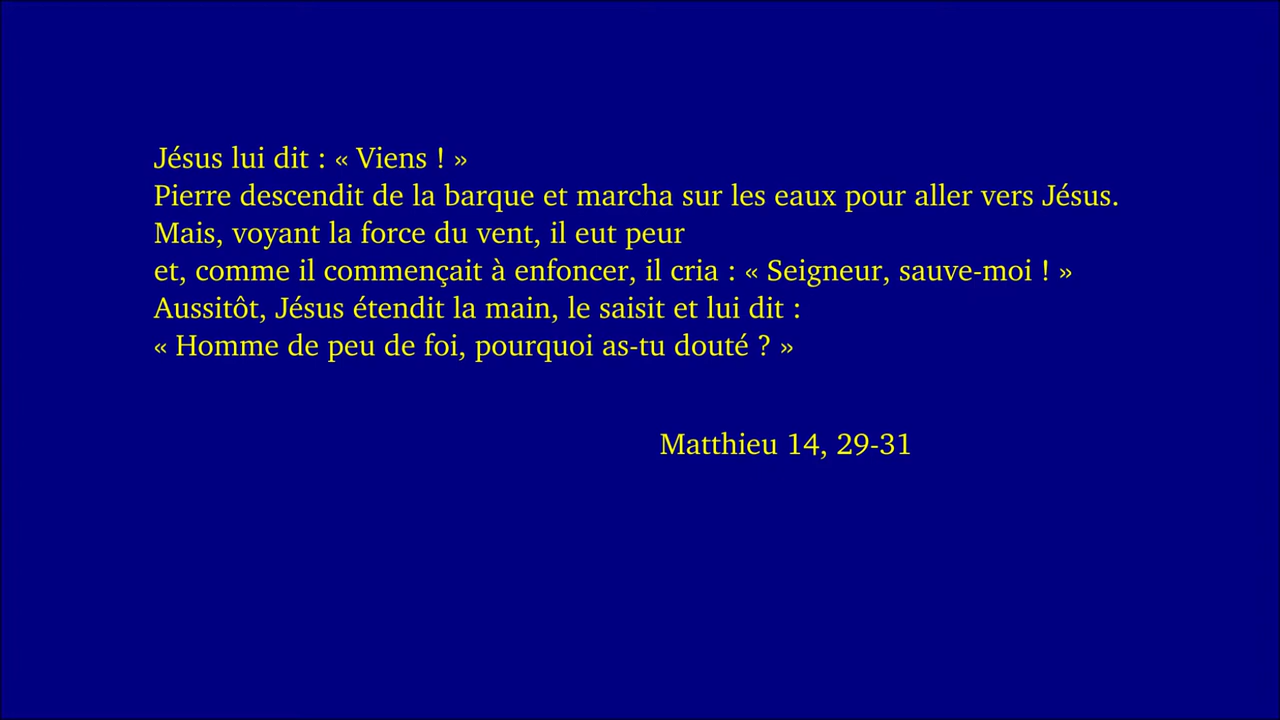 Jésus lui dit : « Viens ! »
Pierre descendit de la barque et marcha sur les eaux pour aller vers Jésus.
Mais, voyant la force du vent, il eut peur
et, comme il commençait à enfoncer, il cria : « Seigneur, sauve-moi ! »
Aussitôt, Jésus étendit la main, le saisit et lui dit :
« Homme de peu de foi, pourquoi as-tu douté ? »
Matthieu 14, 29-31